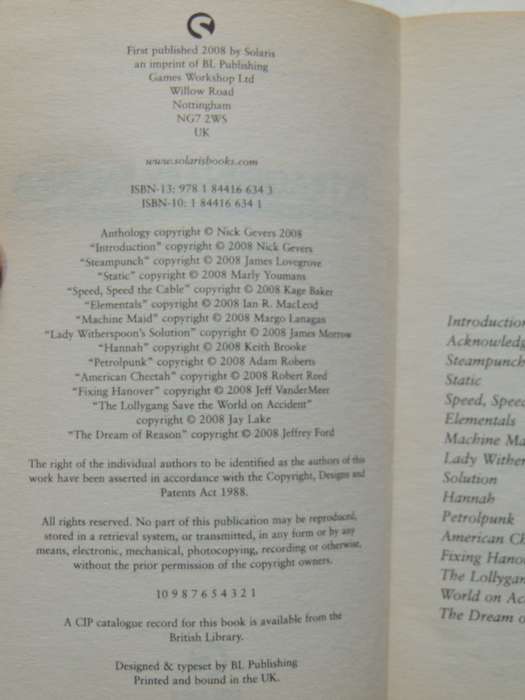 First published 2008 by Solaris
an imprint of BL Publishing
Games Workshop Ltd
Willow Road
Nottingham
NG7 2WS
UK
www.solarisbooks.com
ISBN-13: 978 1 84416 634 3
ISBN-10: 1 84416 634 1
Anthology copyright © Nick Gevers 2008
"Introduction" copyright © 2008 Nick Gevers
"Steampunch" copyright © 2008 James Lovegrove
"Static" copyright © 2008 Marly Youmans
"Speed, Speed the Cable" copyright © 2008 Kage Baker
"Elementals" copyright © 2008 Ian R. MacLeod
"Machine Maid" copyright © 2008 Margo Lanagan
"Lady Witherspoon's Solution" copyright © 2008 James Morrow
"Hannah" copyright © 2008 Keith Brooke
"Petrolpunk" copyright © 2008 Adam Roberts
"American Cheetah" copyright © 2008 Robert Reed
"Fixing Hanover" copyright © 2008 Jeff VanderMeer
"The Lollygang Save the World on Accident"
copyright © 2008 Jay Lake
"The Dream of Reason" copyright © 2008 Jeffrey Ford
The right of the individual authors to be identified as the authors of this
work have been asserted in accordance with the Copyright, Designs and
Patents Act 1988.
All rights reserved. No part of this publication may be reproduced,
stored in a retrieval system, or transmitted, in any form or by any
means, electronic, mechanical, photocopying, recording or otherwise,
without the prior permission of the copyright owners.
10 9 8 7 6 5 4 3 2 1
A CIP catalogue record for this book is available from the
British Library.
Designed & typeset by BL Publishing
Printed and bound in the UK.
Introduction
Acknowledg
Steampunch
Static
Speed, Speed
Elementals
Machine Ma
Lady Wither
Solution
Hannah
Petrolpunk
American Ch
Fixing Hano
The Lollygan
World on Ac
The Dream o